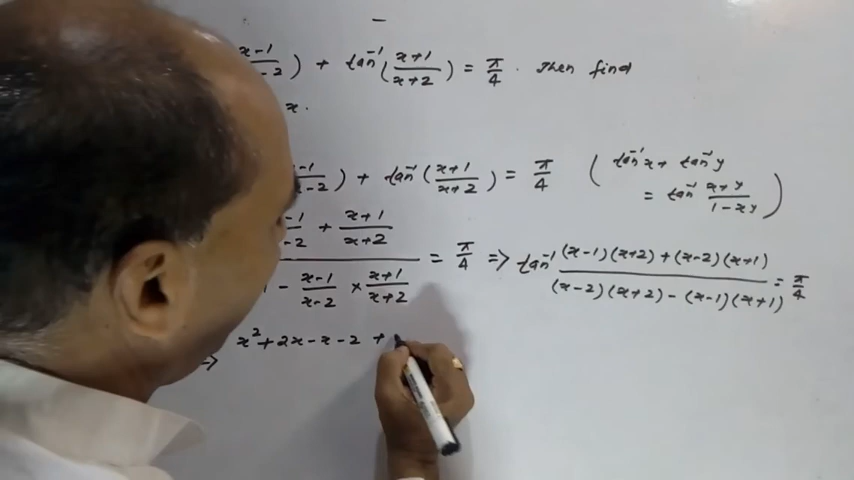 x-1/-2) + tan⁻¹(x+1/x+2) = π/4 . Then find
x.
-1/x-2) + tan⁻¹(x+1/x+2) = π/4 (tan⁻¹x + tan⁻¹y
= tan⁻¹ x+y/1-xy)
-1/-2 + x+1/x+2 / 1 - x-1/x-2 × x+1/x+2 = π/4 => tan⁻¹ (x-1)(x+2)+(x-2)(x+1)/(x-2)(x+2)-(x-1)(x+1) = π/4
=> x²+2x-x-2 +